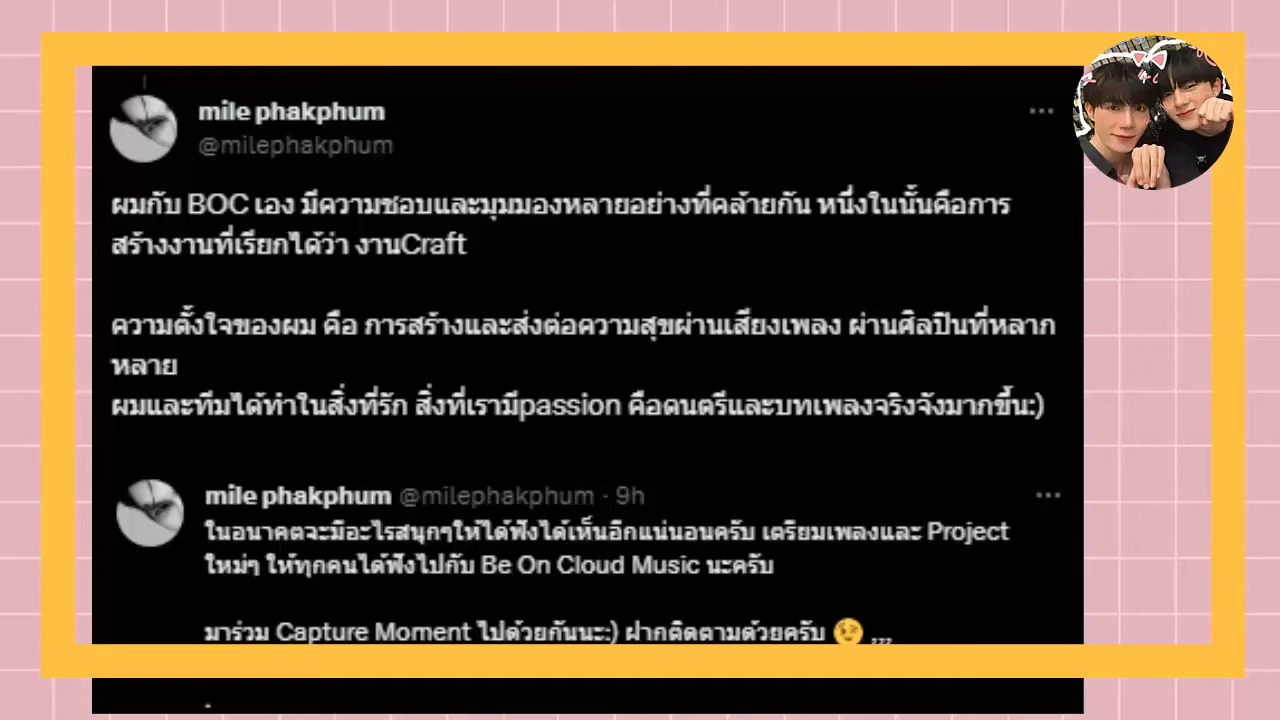 mile phakphum
@milephakphum
ผมกับ BOC เอง มีความชอบและมุมมองหลายอย่างที่คล้ายกัน หนึ่งในนั้นคือการ
สร้างงานที่เรียกได้ว่า งานCraft
ความตั้งใจของผม คือ การสร้างและส่งต่อความสุขผ่านเสียงเพลง ผ่านศิลปินที่หลาก
หลาย
ผมและทีมได้ทำในสิ่งที่รัก สิ่งที่เรามีpassion คือดนตรีและบทเพลงจริงจังมากขึ้น:)
mile phakphum @milephakphum · 9h
ในอนาคตจะมีอะไรสนุกๆให้ได้ฟังได้เห็นอีกแน่นอนครับ เตรียมเพลงและ Project
ใหม่ๆ ให้ทุกคนได้ฟังไปกับ Be On Cloud Music นะครับ
มาร่วม Capture Moment ไปด้วยกันนะ:) ฝากติดตามด้วยครับ 😉 ,,,